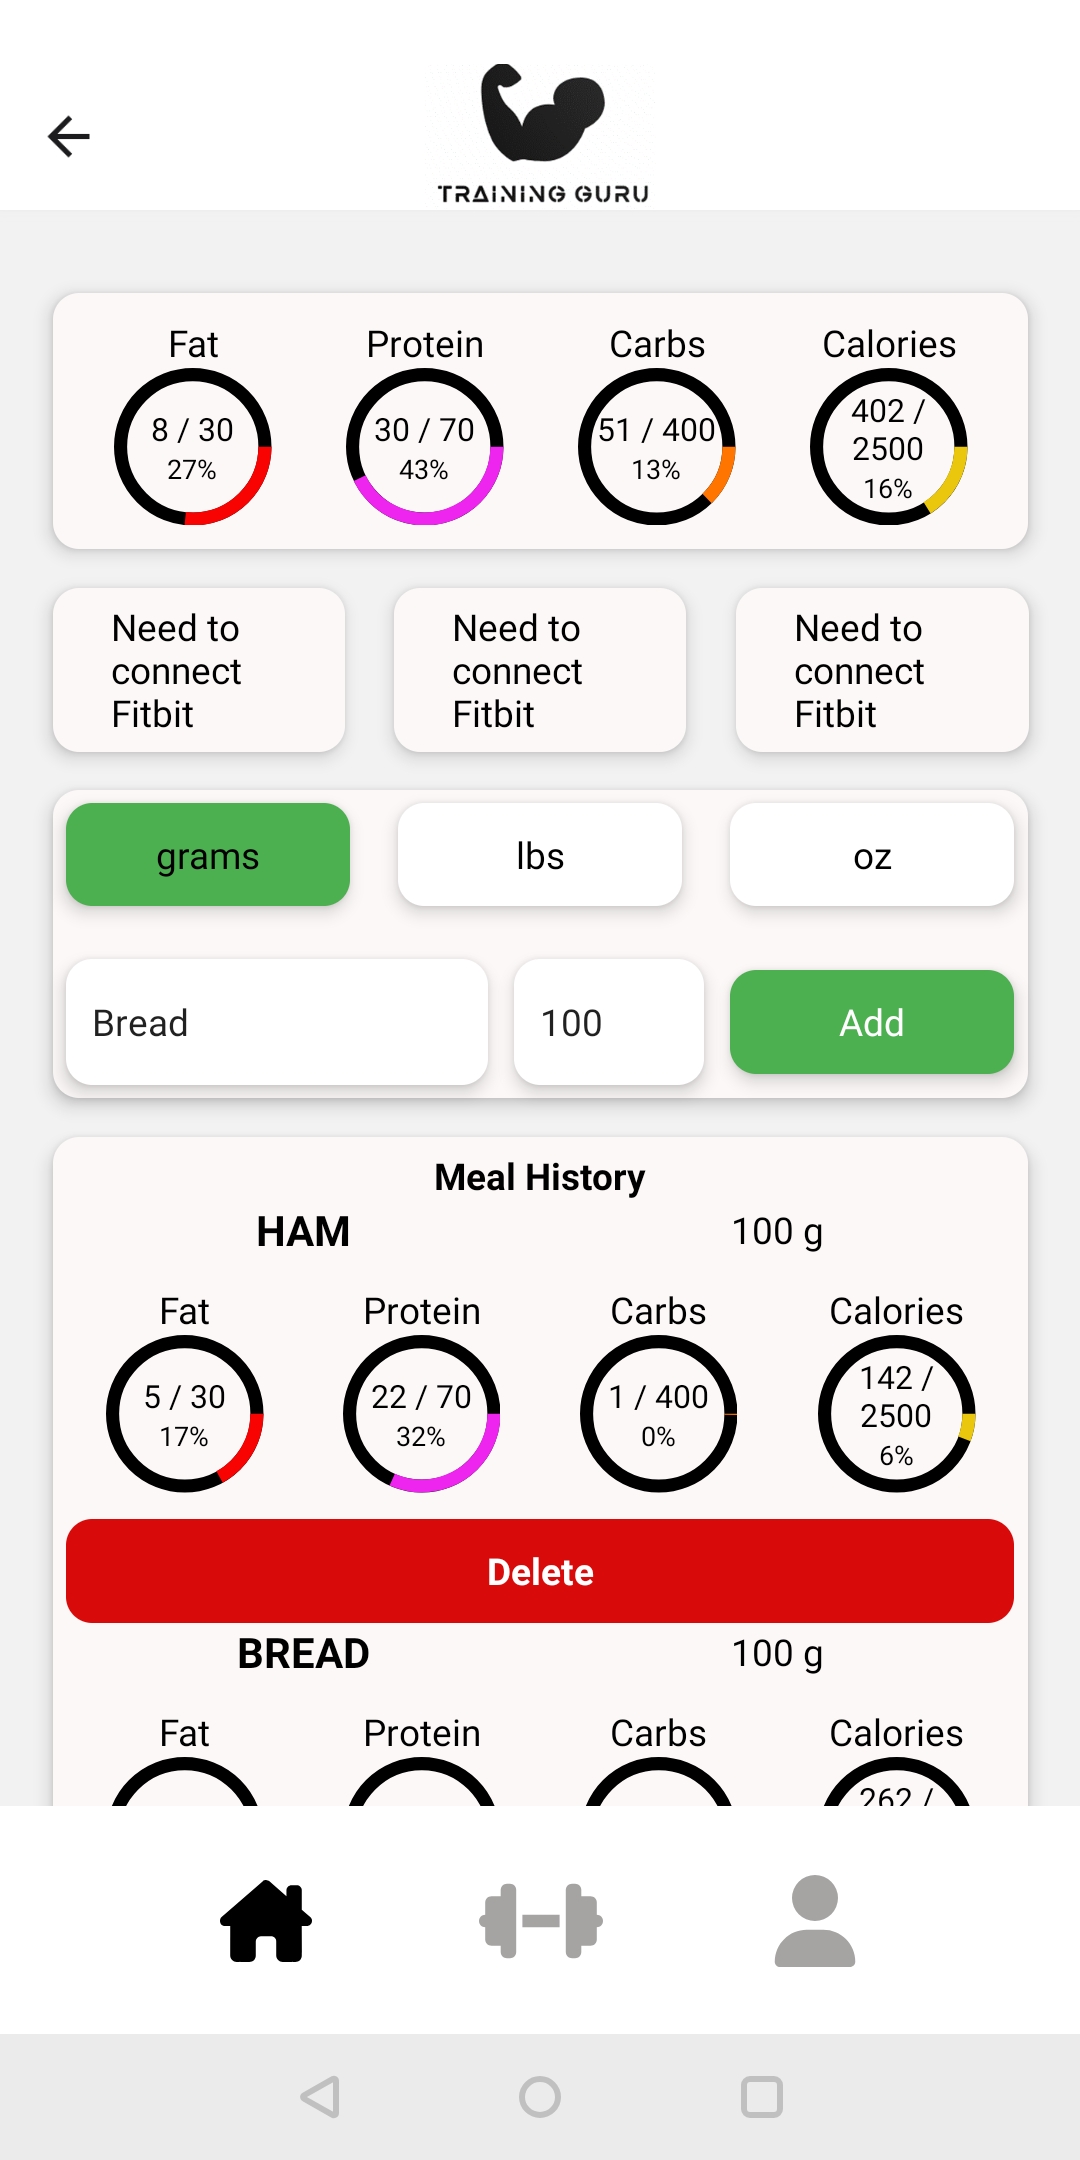 TRAINING GURU
Fat Protein Carbs Calories
8 / 30
27%
30 / 70
43%
51 / 400
13%
402 /
2500
16%
Need to
connect
Fitbit
Need to
connect
Fitbit
Need to
connect
Fitbit
grams lbs oz
Bread 100 Add
Meal History
HAM 100 g
Fat Protein Carbs Calories
5 / 30
17%
22 / 70
32%
1 / 400
0%
142 /
2500
6%
Delete
BREAD 100 g
Fat Protein Carbs Calories
262 /